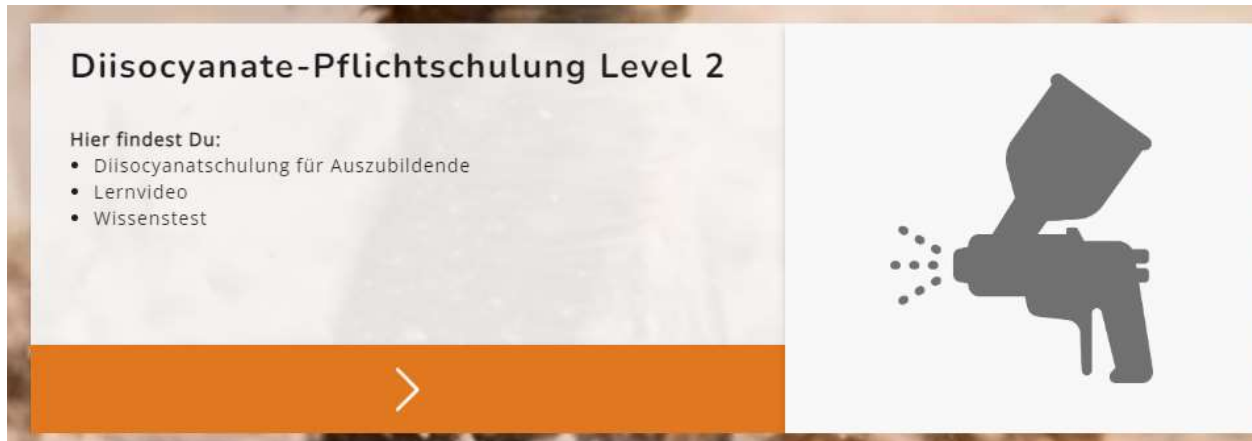 Diisocyanate-Pflichtschulung Level 2
Hier findest Du:
• Diisocyanatschulung für Auszubildende
• Lernvideo
• Wissenstest